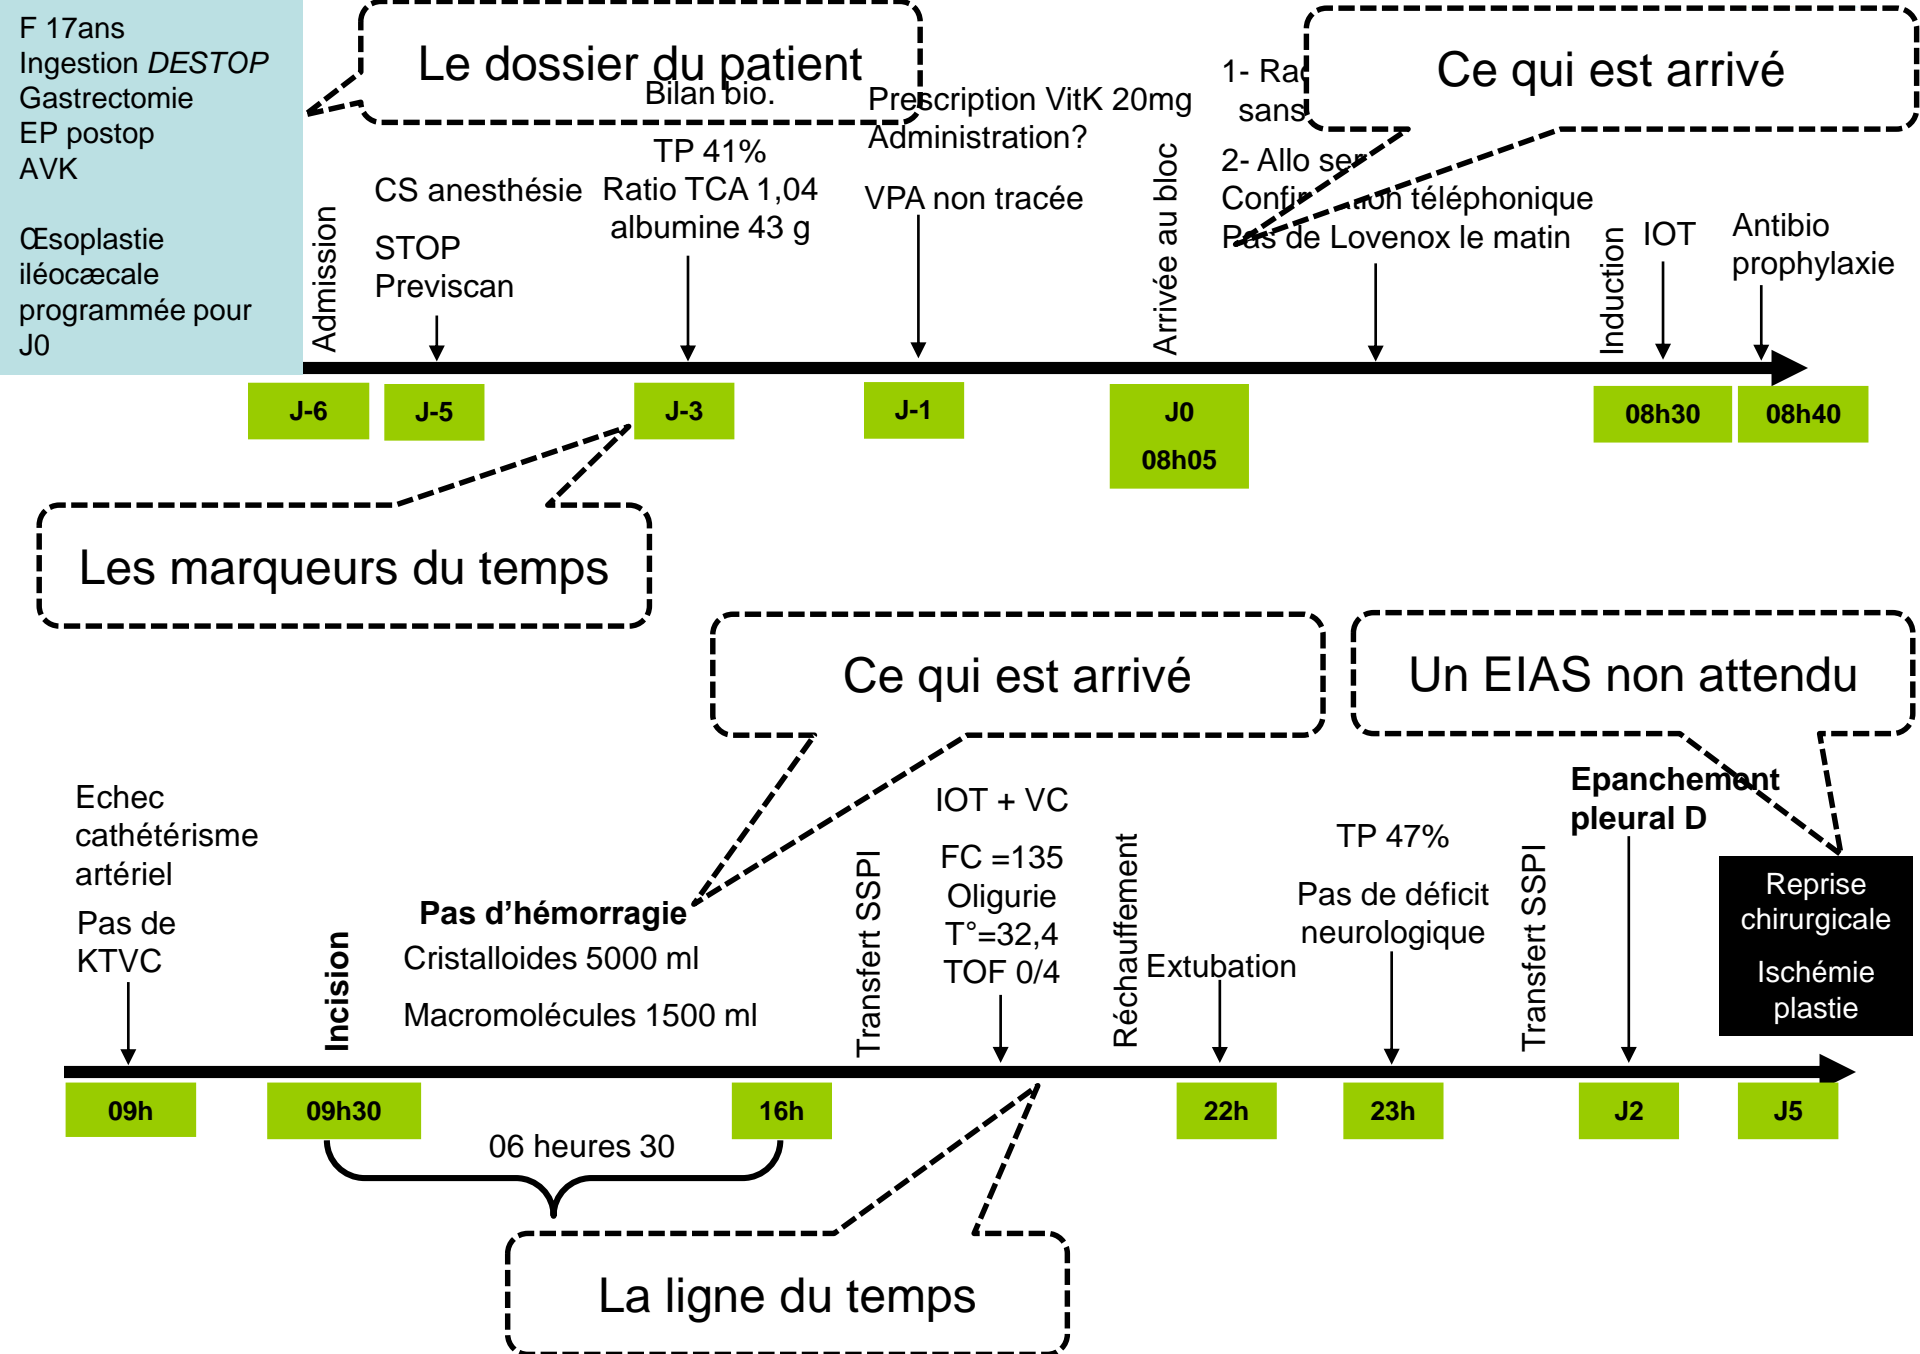 F 17ans
Ingestion DESTOP
Gastrectomie
EP postop
AVK
Œsoplastie
iléocæcale
programmée pour
J0
Le dossier du patient
Ce qui est arrivé
Admission
CS anesthésie
STOP
Previscan
Bilan bio.
TP 41%
Ratio TCA 1,04
albumine 43 g
Prescription VitK 20mg
Administration?
VPA non tracée
Arrivée au bloc
1-
sans
2- Allo
téléphonique
Pas de Lovenox le matin
Induction
IOT
Antibio
prophylaxie
J-6
J-5
J-3
J-1
J0
08h05
08h30
08h40
Les marqueurs du temps
Ce qui est arrivé
Un EIAS non attendu
Echec
cathétérisme
artériel
Pas de
KTVC
Incision
Pas d’hémorragie
Cristalloides 5000 ml
Macromolécules 1500 ml
Transfert SSPI
IOT + VC
FC =135
Oligurie
T°=32,4
TOF 0/4
Réchauffement
Extubation
TP 47%
Pas de déficit
neurologique
Transfert SSPI
Epanchement
pleural D
Reprise
chirurgicale
Ischémie
plastie
09h
09h30
16h
22h
23h
J2
J5
06 heures 30
La ligne du temps